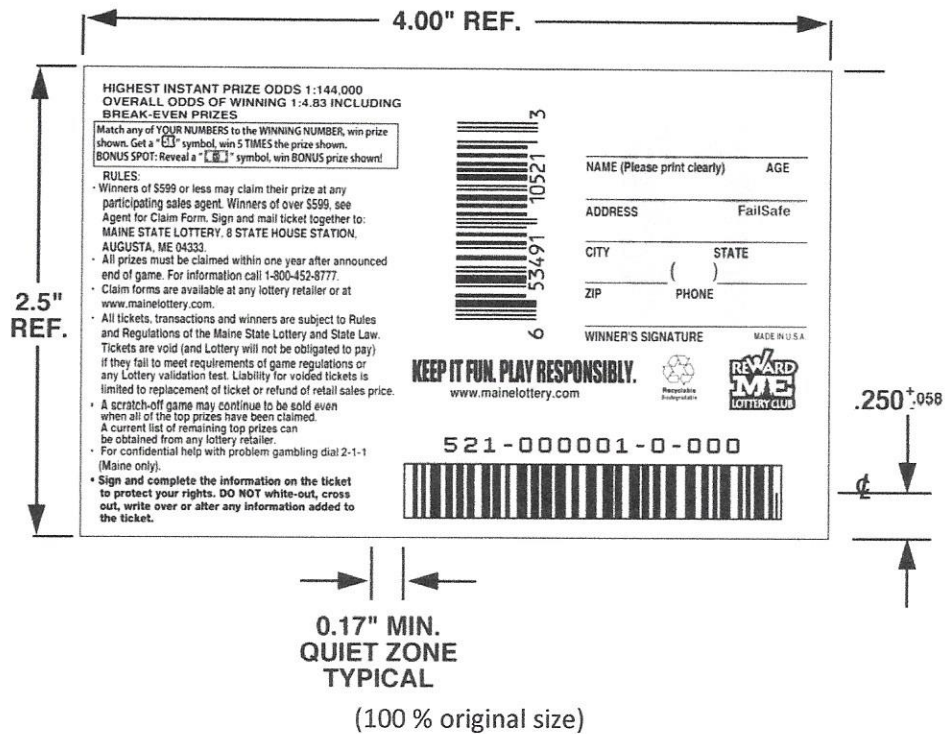 4.00" REF.
HIGHEST INSTANT PRIZE ODDS 1:144,000
OVERALL ODDS OF WINNING 1:4.83 INCLUDING
BREAK-EVEN PRIZES
Match any of YOUR NUMBERS to the WINNING NUMBER, win prize
shown. Get a " " symbol, win 5 TIMES the prize shown.
BONUS SPOT: Reveal a " " symbol, win BONUS prize shown!
RULES:
· Winners of $599 or less may claim their prize at any
participating sales agent. Winners of over $599, see
Agent for Claim Form. Sign and mail ticket together to:
MAINE STATE LOTTERY, 8 STATE HOUSE STATION,
AUGUSTA, ME 04333.
· All prizes must be claimed within one year after announced
end of game. For information call 1-800-452-8777.
· Claim forms are available at any lottery retailer or at
www.mainelottery.com.
· All tickets, transactions and winners are subject to Rules
and Regulations of the Maine State Lottery and State Law.
Tickets are void (and Lottery will not be obligated to pay)
if they fail to meet requirements of game regulations or
any Lottery validation test. Liability for voided tickets is
limited to replacement of ticket or refund of retail sales price.
· A scratch-off game may continue to be sold even
when all of the top prizes have been claimed.
A current list of remaining top prizes can
be obtained from any lottery retailer.
· For confidential help with problem gambling dial 2-1-1
(Maine only).
• Sign and complete the information on the ticket
to protect your rights. DO NOT white-out, cross
out, write over or alter any information added to
the ticket.
6 53491 10521 3
NAME (Please print clearly) AGE
ADDRESS FailSafe
CITY STATE
( )
ZIP PHONE
WINNER'S SIGNATURE MADE IN U.S.A.
KEEP IT FUN. PLAY RESPONSIBLY.
www.mainelottery.com
Recyclable
Biodegradable
REWARD
ME
LOTTERY CLUB
521-000001-0-000
2.5"
REF.
.250 +.058
-
℄
0.17" MIN.
QUIET ZONE
TYPICAL
(100 % original size)